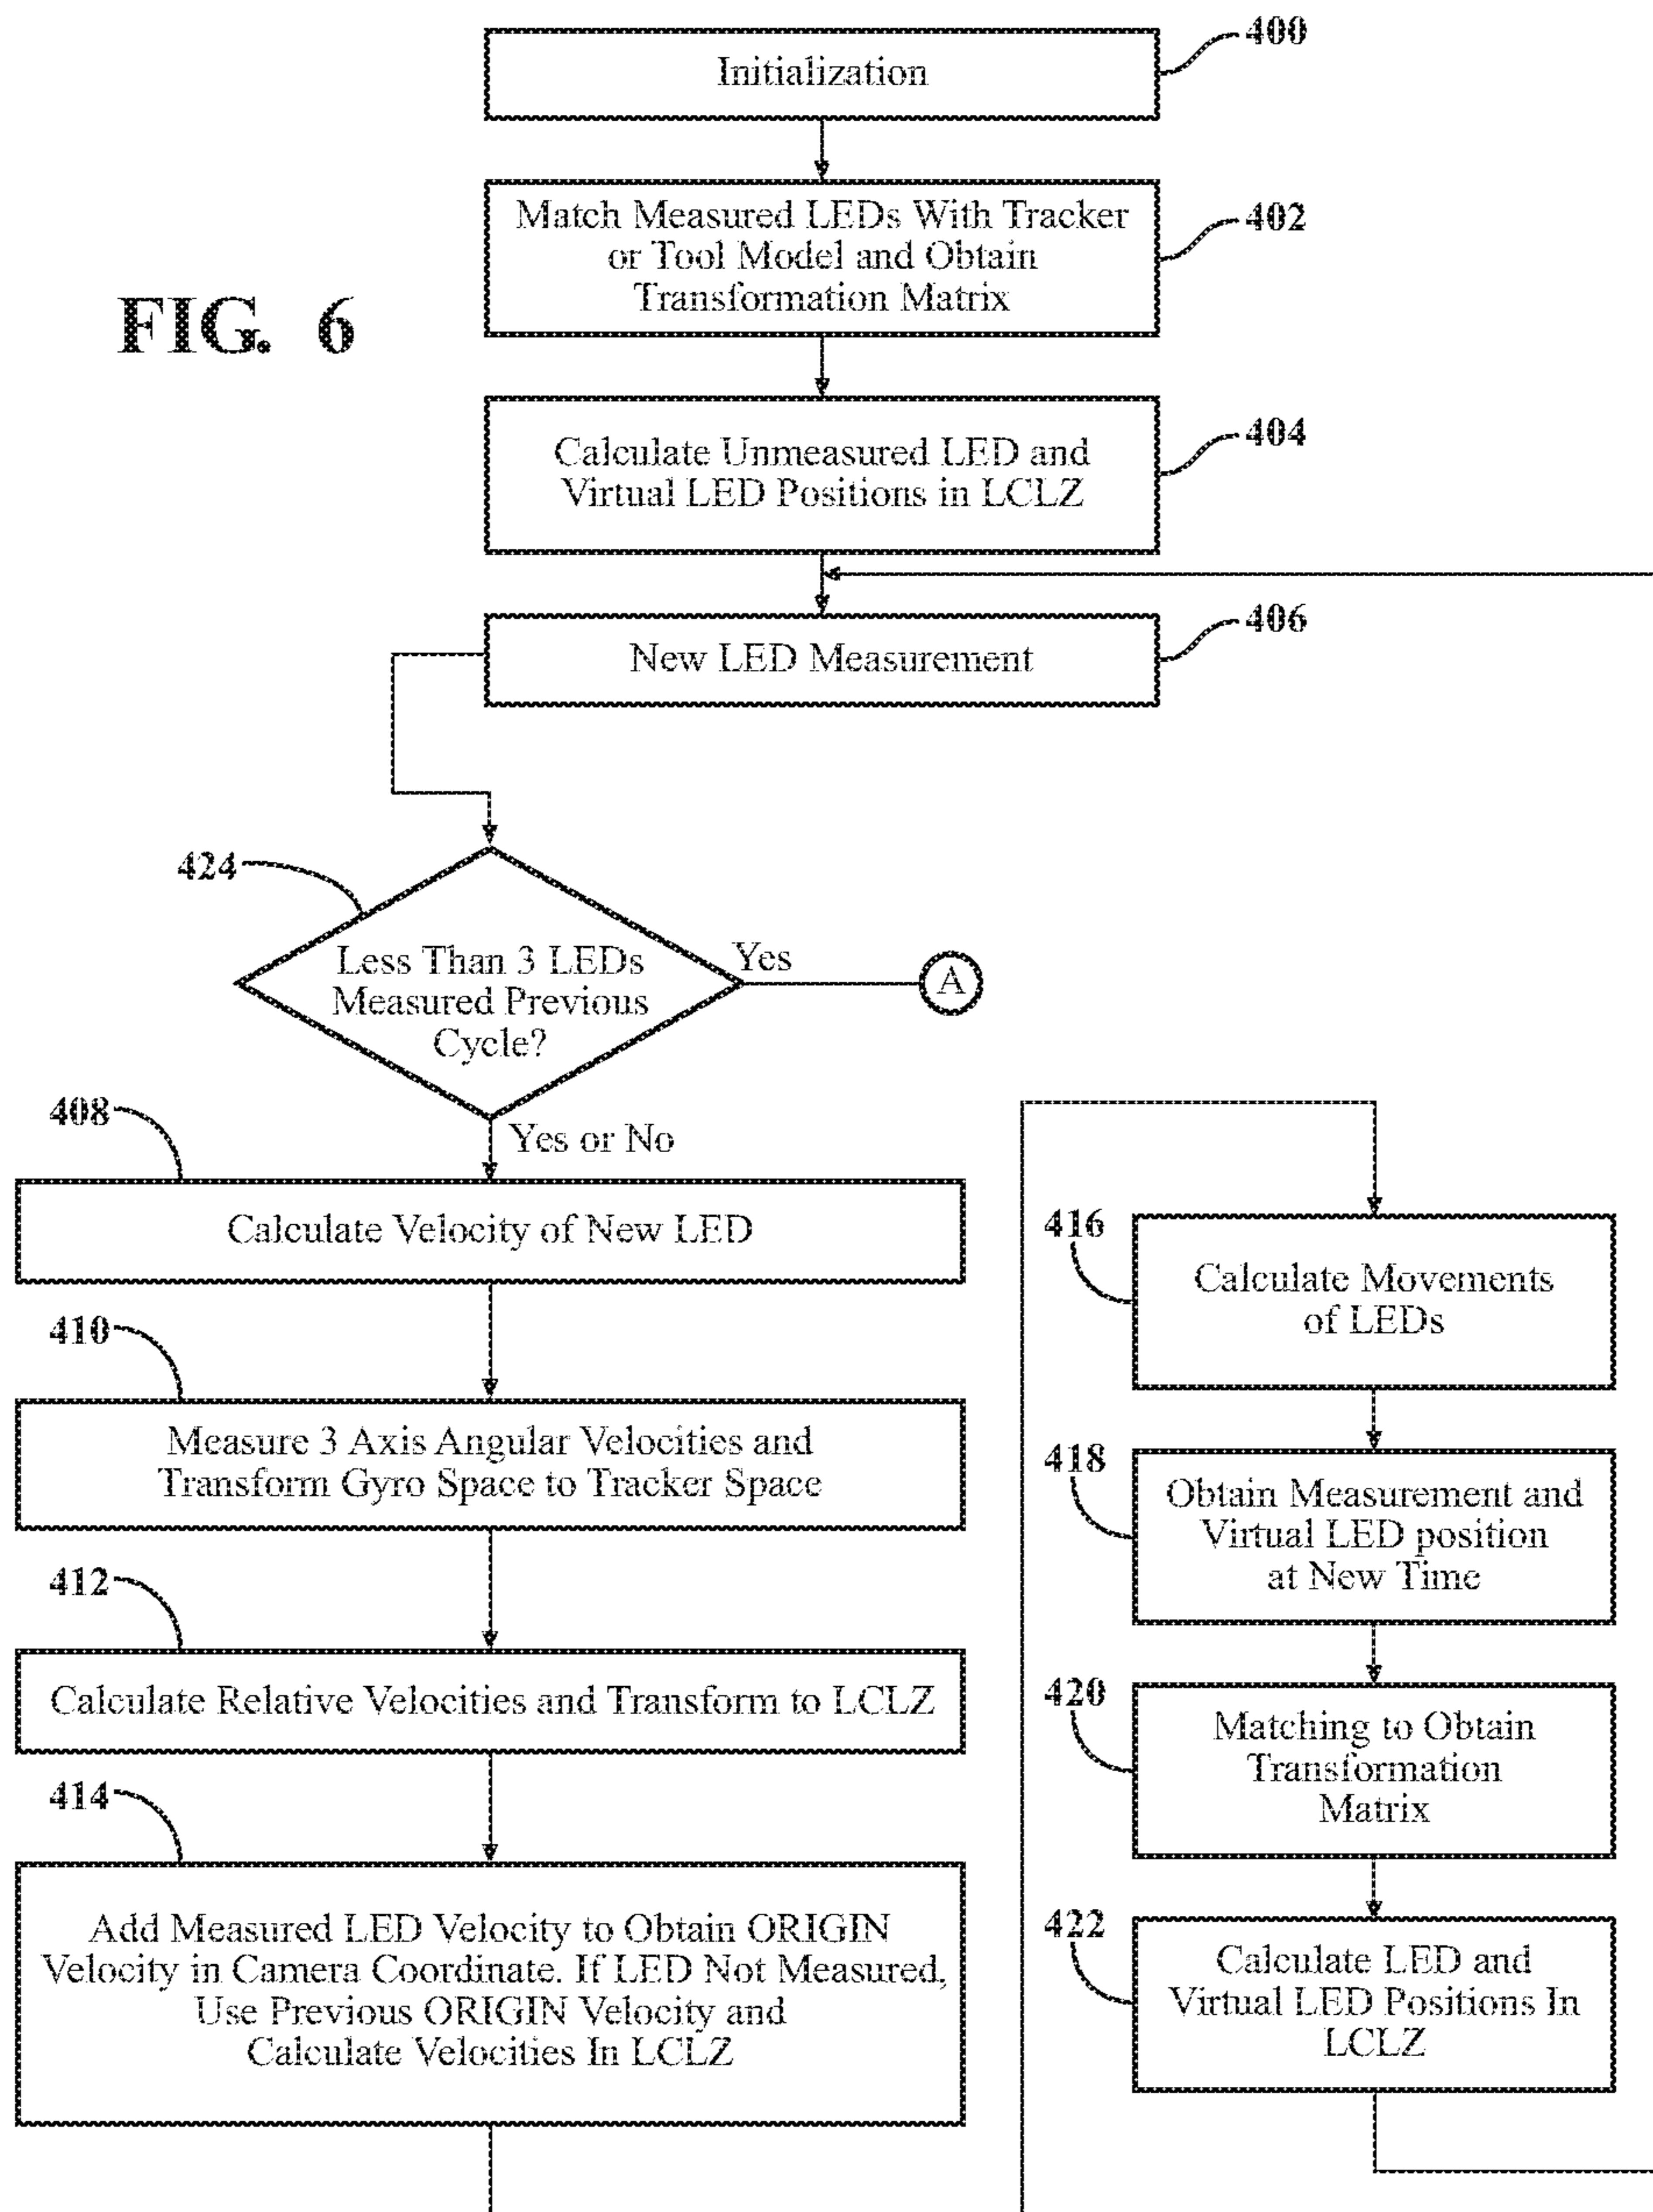 400
Initialization
402
Match Measured LEDs With Tracker
or Tool Model and Obtain
Transformation Matrix
FIG. 6
404
Calculate Unmeasured LED and
Virtual LED Positions in LCLZ
406
New LED Measurement
424
Less Than 3 LEDs
Measured Previous
Cycle?
Yes
A
Yes or No
408
Calculate Velocity of New LED
410
Measure 3 Axis Angular Velocities and
Transform Gyro Space to Tracker Space
412
Calculate Relative Velocities and Transform to LCLZ
414
Add Measured LED Velocity to Obtain ORIGIN
Velocity in Camera Coordinate. If LED Not Measured,
Use Previous ORIGIN Velocity and
Calculate Velocities In LCLZ
416
Calculate Movements
of LEDs
418
Obtain Measurement and
Virtual LED position
at New Time
420
Matching to Obtain
Transformation
Matrix
422
Calculate LED and
Virtual LED Positions In
LCLZ